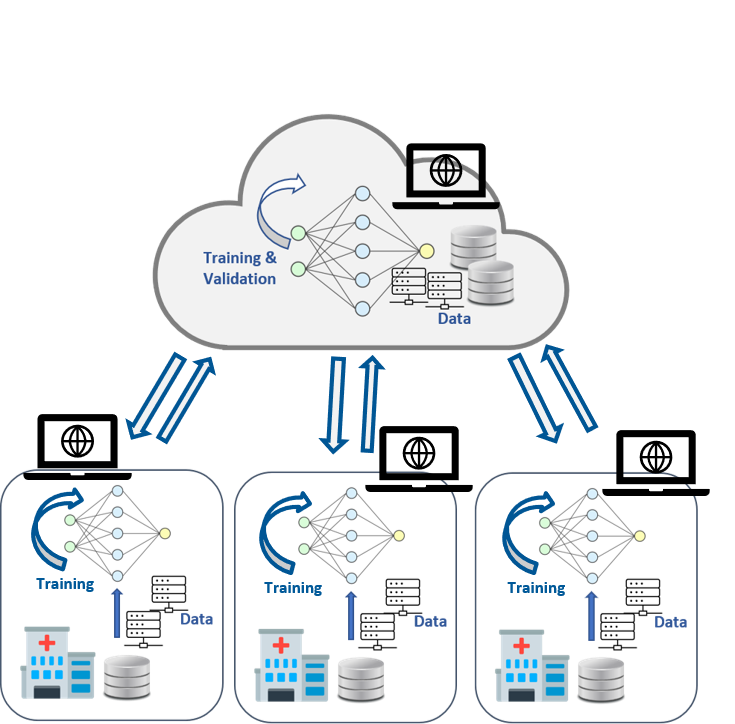 Training &
Validation
Data
Training
Data
Training
Data
Training
Data